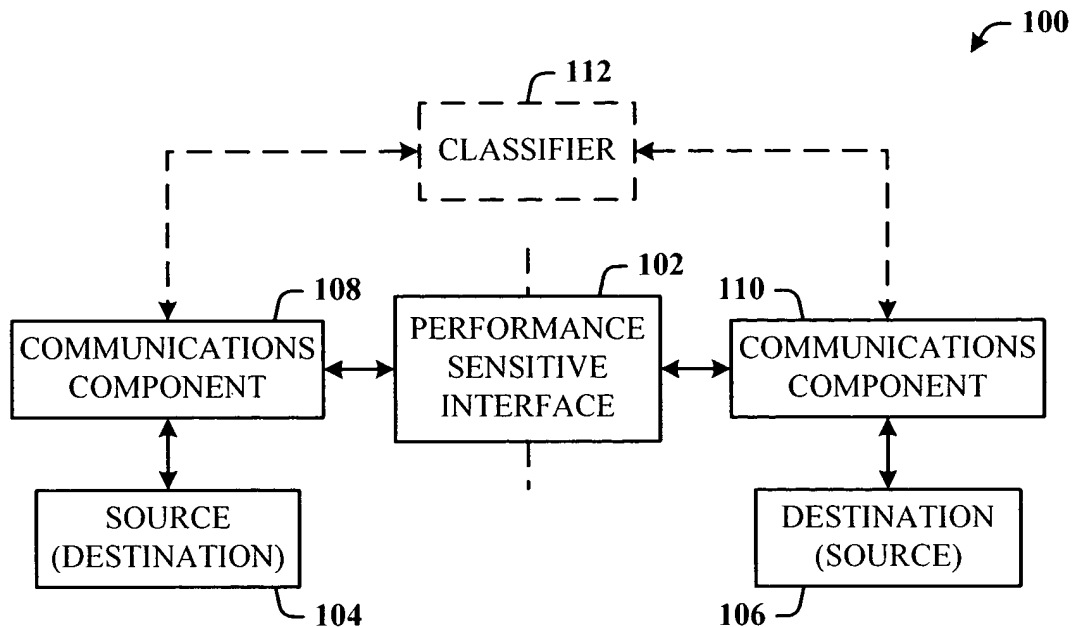 100
112
CLASSIFIER
102
108
110
PERFORMANCE
SENSITIVE
INTERFACE
COMMUNICATIONS
COMPONENT
COMMUNICATIONS
COMPONENT
SOURCE
(DESTINATION)
DESTINATION
(SOURCE)
104
106